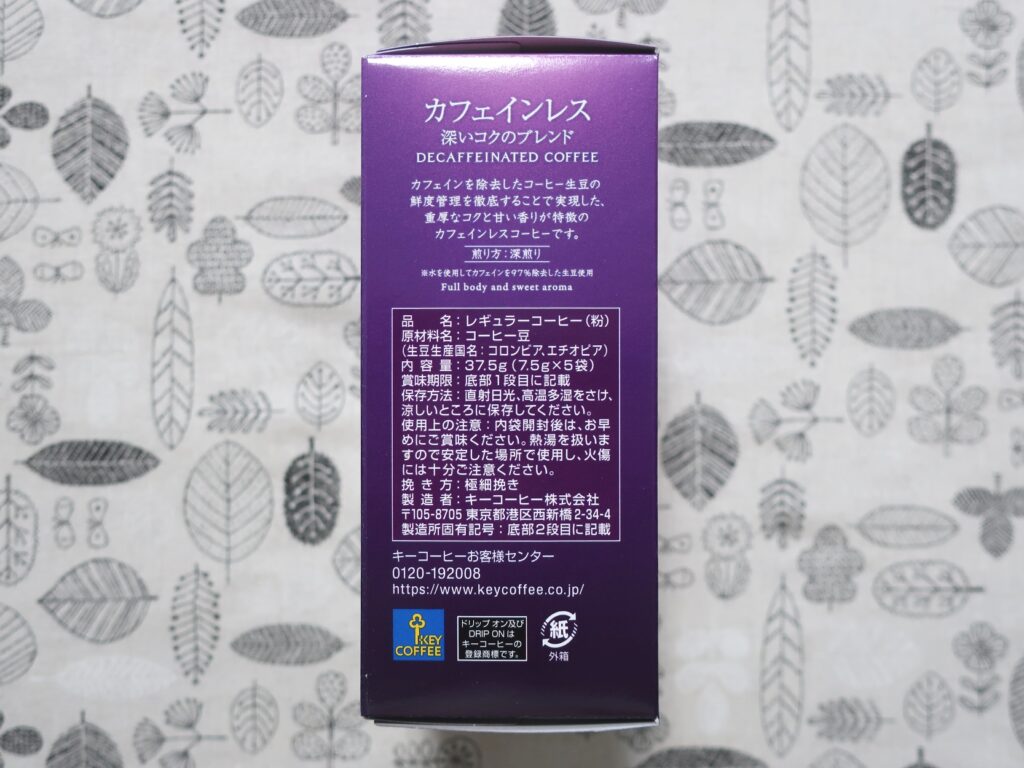 カフェインレス
深いコクのブレンド
DECAFFEINATED COFFEE
カフェインを除去したコーヒー生豆の
鮮度管理を徹底することで実現した、
重厚なコクと甘い香りが特徴の
カフェインレスコーヒーです。
煎り方:深煎り
※水を使用してカフェインを97%除去した生豆使用
Full body and sweet aroma
品　名:レギュラーコーヒー(粉)
原材料名:コーヒー豆
(生豆生産国名:コロンビア、エチオピア)
内容量:37.5g(7.5g×5袋)
賞味期限:底部1段目に記載
保存方法:直射日光、高温多湿をさけ、
涼しいところに保存してください。
使用上の注意:内袋開封後は、お早
めにご賞味ください。熱湯を扱いま
すので安定した場所で使用し、火傷
には十分ご注意ください。
挽き方:極細挽き
製造者:キーコーヒー株式会社
〒105-8705 東京都港区西新橋2-34-4
製造所固有記号:底部2段目に記載
キーコーヒーお客様センター
0120-192008
https://www.keycoffee.co.jp/
KEY
COFFEE
ドリップ オン及び
DRIP ON は
キーコーヒーの
登録商標です。
紙
外箱